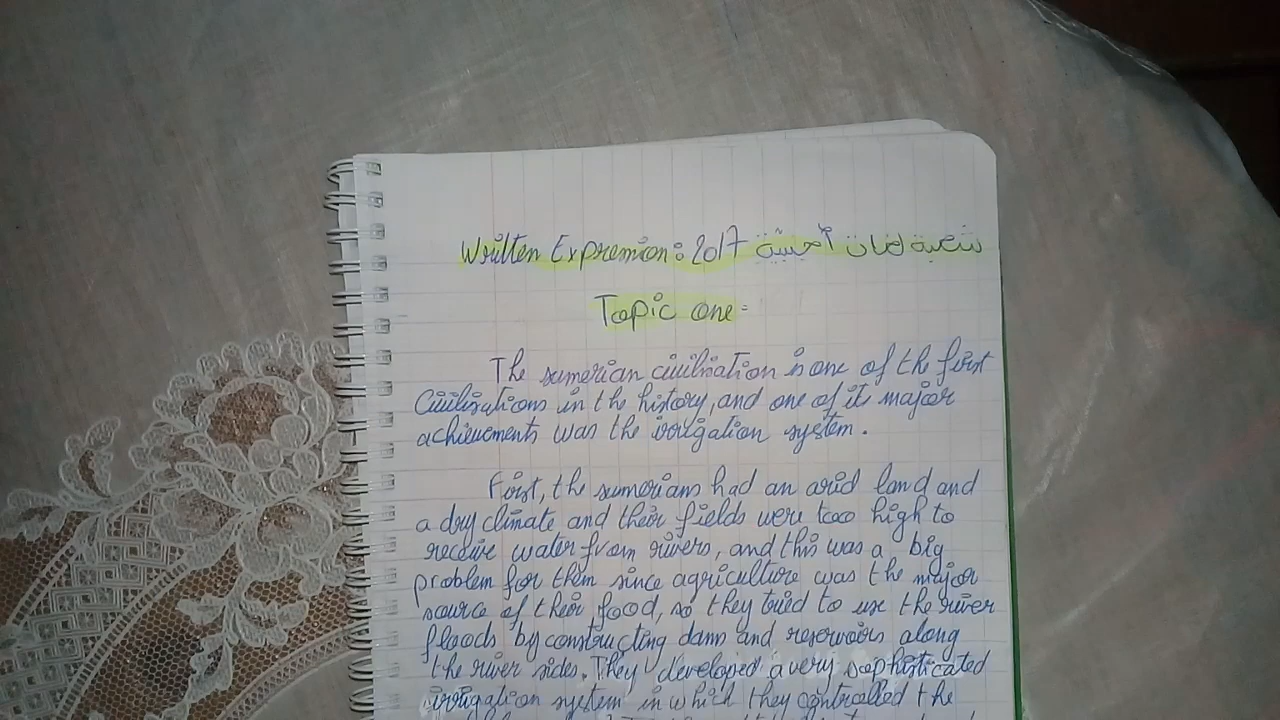 Written Expression: 2017 شعبة لغات أجنبية
Topic one:
The sumerian civilisation is one of the first
civilisations in the history, and one of it major
achievements was the irrigation system.
First, the sumerians had an arid land and
a dry climate and their fields were too high to
receive water from rivers, and this was a big
problem for them since agriculture was the major
source of their food, so they tried to use the river
floods by constructing dams and reservoirs along
the river sides. They developed a very sophisticated
irrigation system in which they controlled the